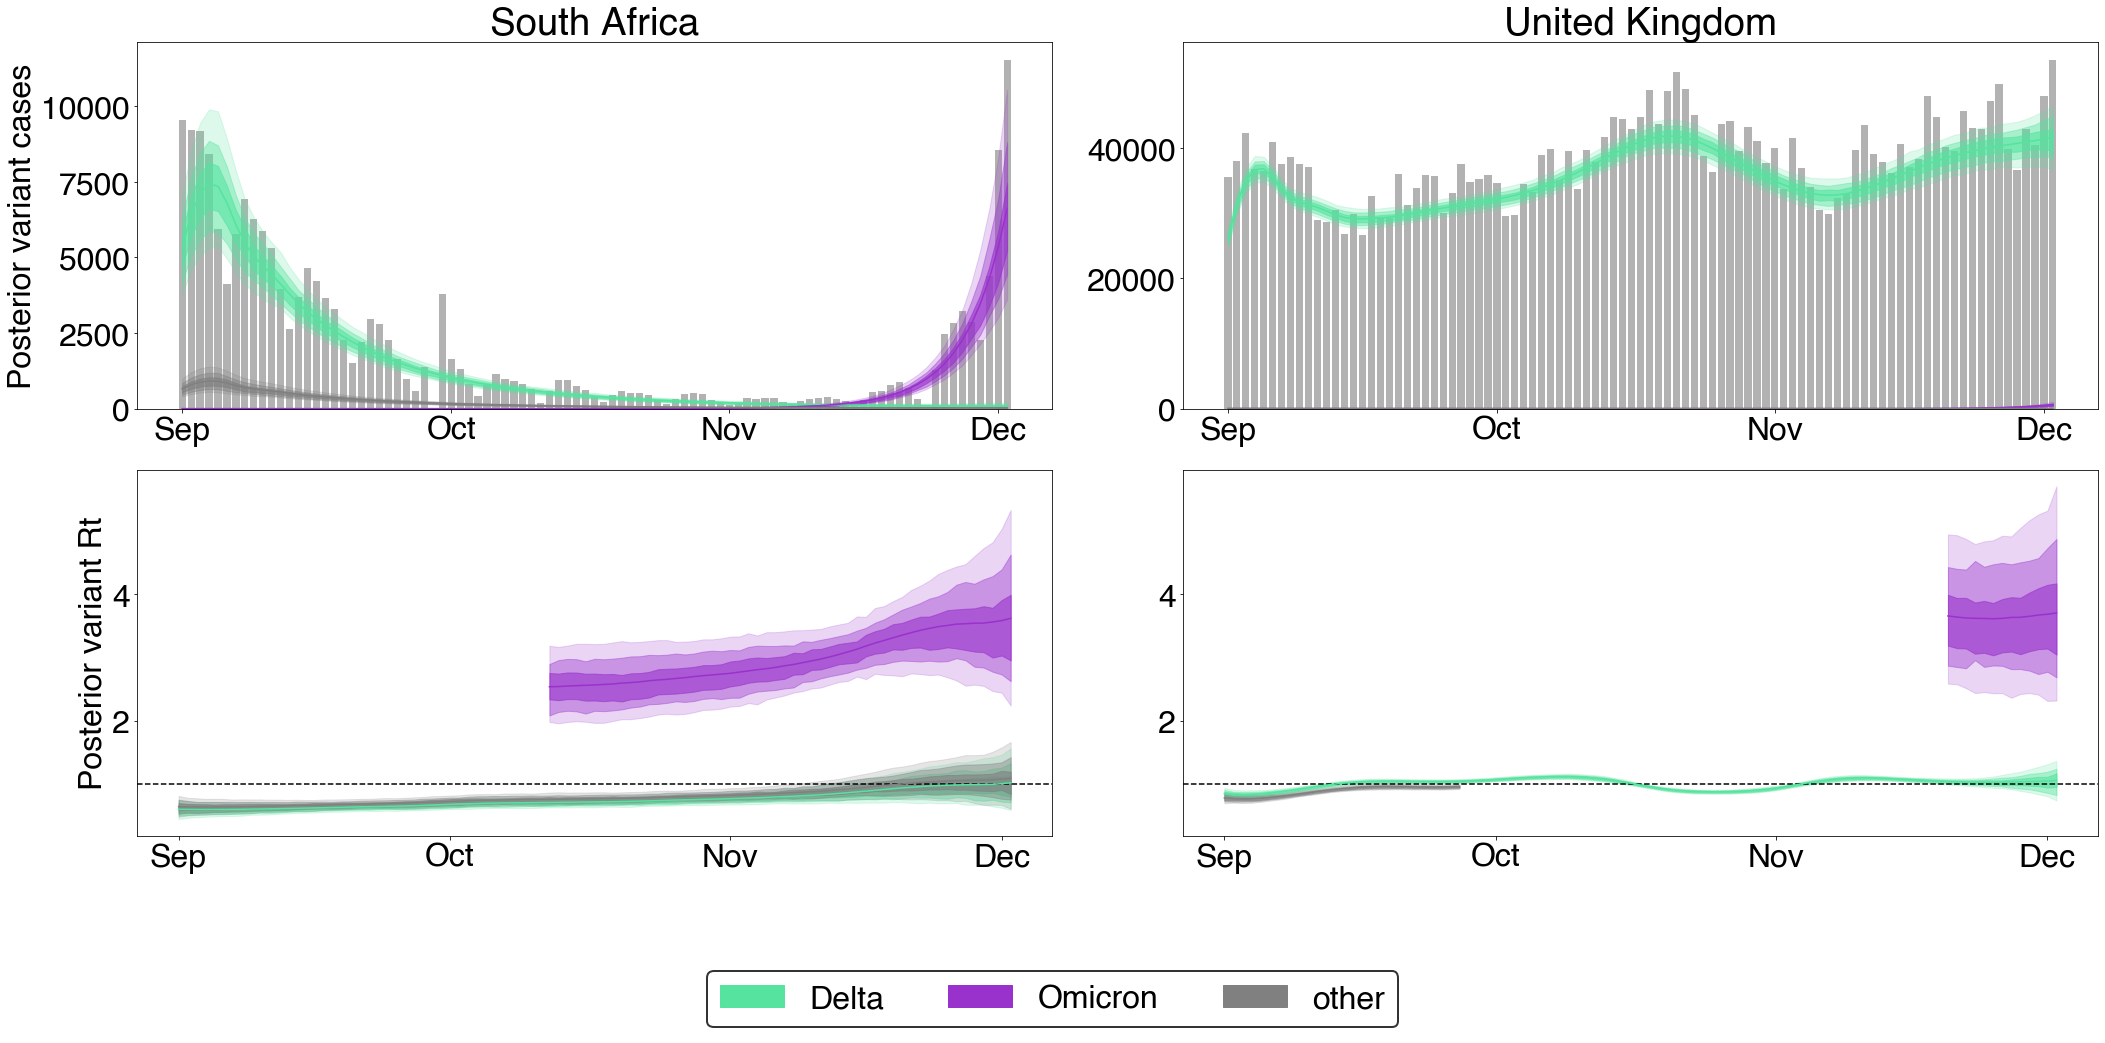 South Africa
United Kingdom
Posterior variant cases
10000
7500
5000
2500
0
Sep Oct Nov Dec
40000
20000
0
Sep Oct Nov Dec
Posterior variant Rt
4
2
Sep Oct Nov Dec
4
2
Sep Oct Nov Dec
Delta Omicron other